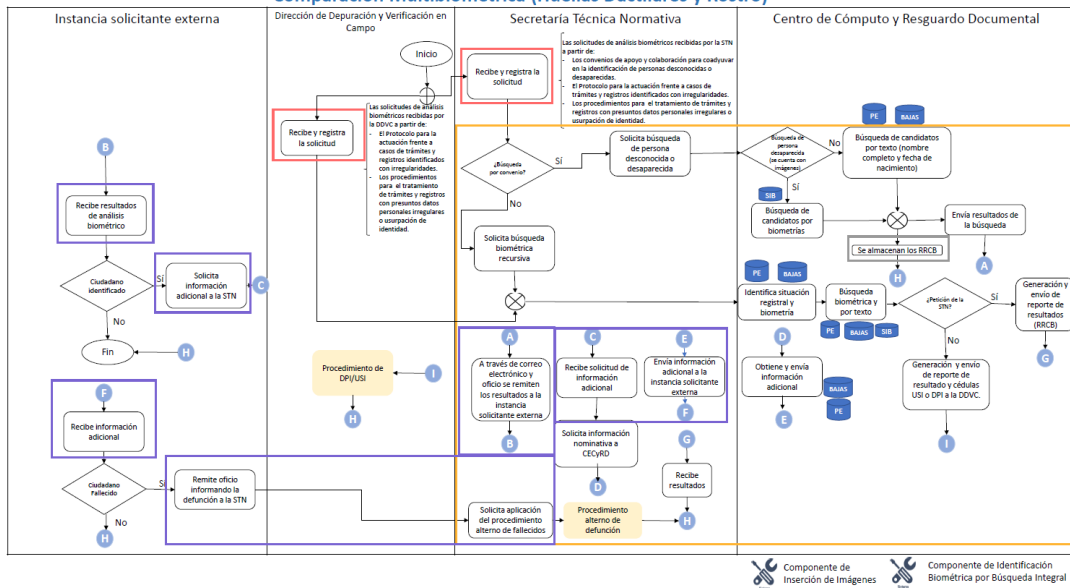 Comparación Multibiométrica (Huellas Dactilares y Rostro)
Instancia solicitante externa
Dirección de Depuración y Verificación en
Campo
Secretaría Técnica Normativa
Centro de Cómputo y Resguardo Documental
B
Recibe resultados
de análisis
biométrico
Ciudadano
identificado
Sí
Solicita
información
adicional a la STN
C
No
Fin
H
F
Recibe información
adicional
Ciudadano
Fallecido
Sí
Remite oficio
informando la
defunción a la STN
No
H
Inicio
Recibe y registra
la solicitud
Las solicitudes de análisis
biométricos recibidas por
la DDVC a partir de:
- El Protocolo para la
actuación frente a
casos de trámites y
registros identificados
con irregularidades.
- Los procedimientos
para el tratamiento
de trámites y registros
con presuntos datos
personales irregulares
o usurpación de
identidad.
Procedimiento de
DPI/USI
I
H
Recibe y registra la
solicitud
Las solicitudes de análisis biométricos recibidas por la STN
a partir de:
- Los convenios de apoyo y colaboración para coadyuvar
en la identificación de personas desconocidas o
desaparecidas.
- El Protocolo para la actuación frente a casos de
trámites y registros identificados con irregularidades.
- Los procedimientos para el tratamiento de trámites y
registros con presuntos datos personales irregulares o
usurpación de identidad.
¿Búsqueda
por convenio?
Sí
Solicita búsqueda
de persona
desconocida o
desaparecida
No
Solicita búsqueda
biométrica
recursiva
A
A través de correo
electrónico y
oficio se remiten
los resultados a la
instancia
solicitante externa
B
C
Recibe solicitud de
información
adicional
Solicita información
nominativa a
CECyRD
D
E
Envía información
adicional a la
instancia solicitante
externa
F
G
Recibe
resultados
H
Solicita aplicación
del procedimiento
alterno de fallecidos
Procedimiento
alterno de
defunción
PE
BAJAS
Búsqueda de
persona
desaparecida
(se cuenta con
imágenes)
No
Búsqueda de candidatos
por texto (nombre
completo y fecha de
nacimiento)
Sí
SIB
Búsqueda de
candidatos por
biometrías
Envía resultados de
la búsqueda
A
Se almacenan los RRCB
H
PE
BAJAS
Identifica situación
registral y
biometría
Búsqueda
biométrica y por
texto
PE
BAJAS
SIB
¿Petición de la
STN?
Sí
Generación y
envío de
reporte de
resultados
(RRCB)
G
No
Generación y envío
de reporte de
resultado y cédulas
USI o DPI a la DDVC.
I
D
Obtiene y envía
información
adicional
E
BAJAS
PE
Componente de
Inserción de Imágenes
Componente de Identificación
Biométrica por Búsqueda Integral